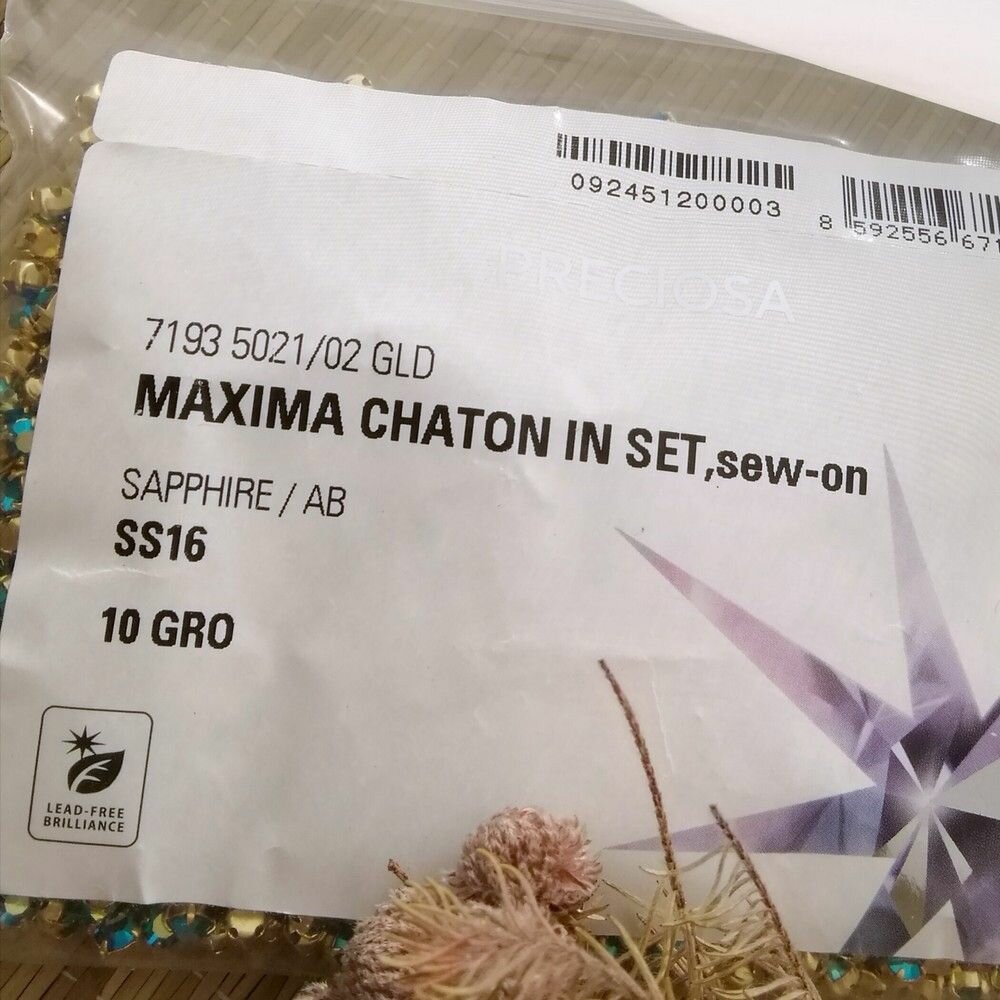 092451200003
8 592556 671
PRECIOSA
7193 5021/02 GLD
MAXIMA CHATON IN SET,sew-on
SAPPHIRE / AB
SS16
10 GRO
LEAD-FREE
BRILLIANCE